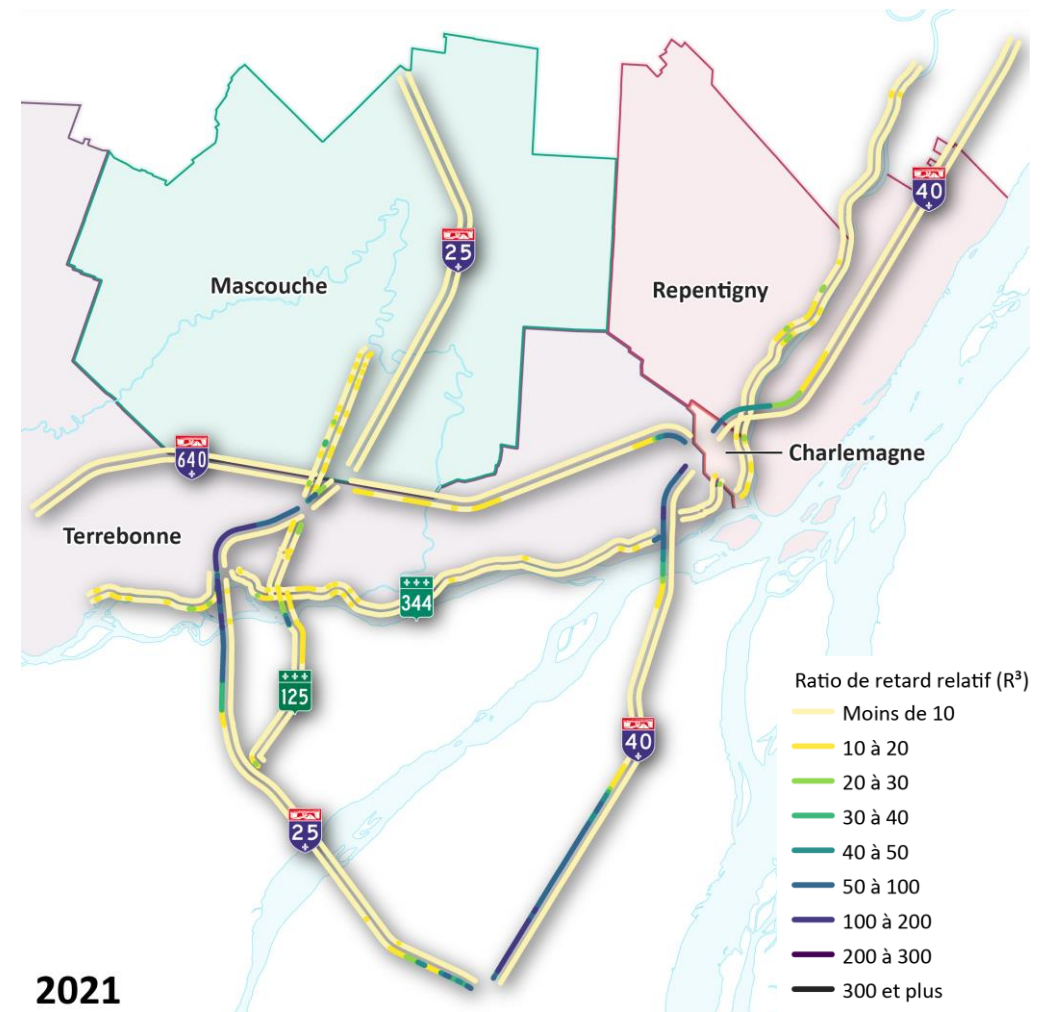 25
40
Mascouche
Repentigny
Charlemagne
640
Terrebonne
344
125
40
25
Ratio de retard relatif (R³)
Moins de 10
10 à 20
20 à 30
30 à 40
40 à 50
50 à 100
100 à 200
200 à 300
300 et plus
2021